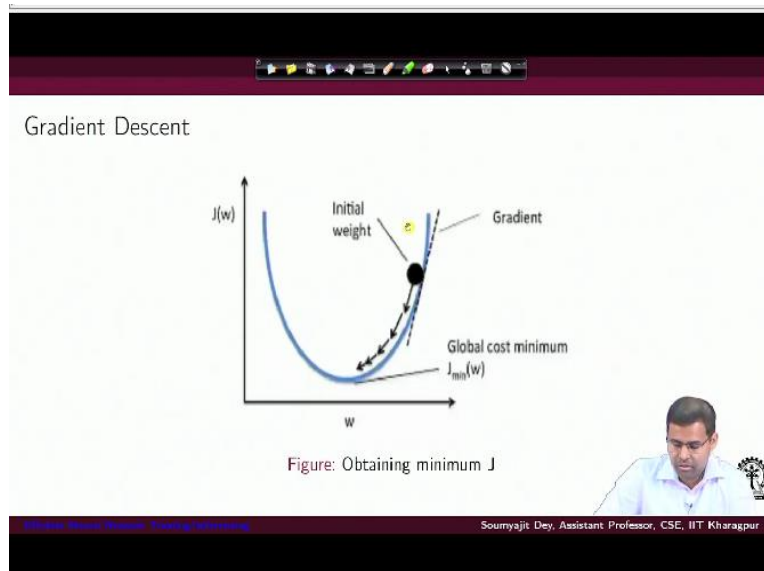 Gradient Descent
J(w)
Initial
weight
Gradient
Global cost minimum
Jmin(w)
w
Figure: Obtaining minimum J
Soumyajit Dey, Assistant Professor, CSE, IIT Kharagpur